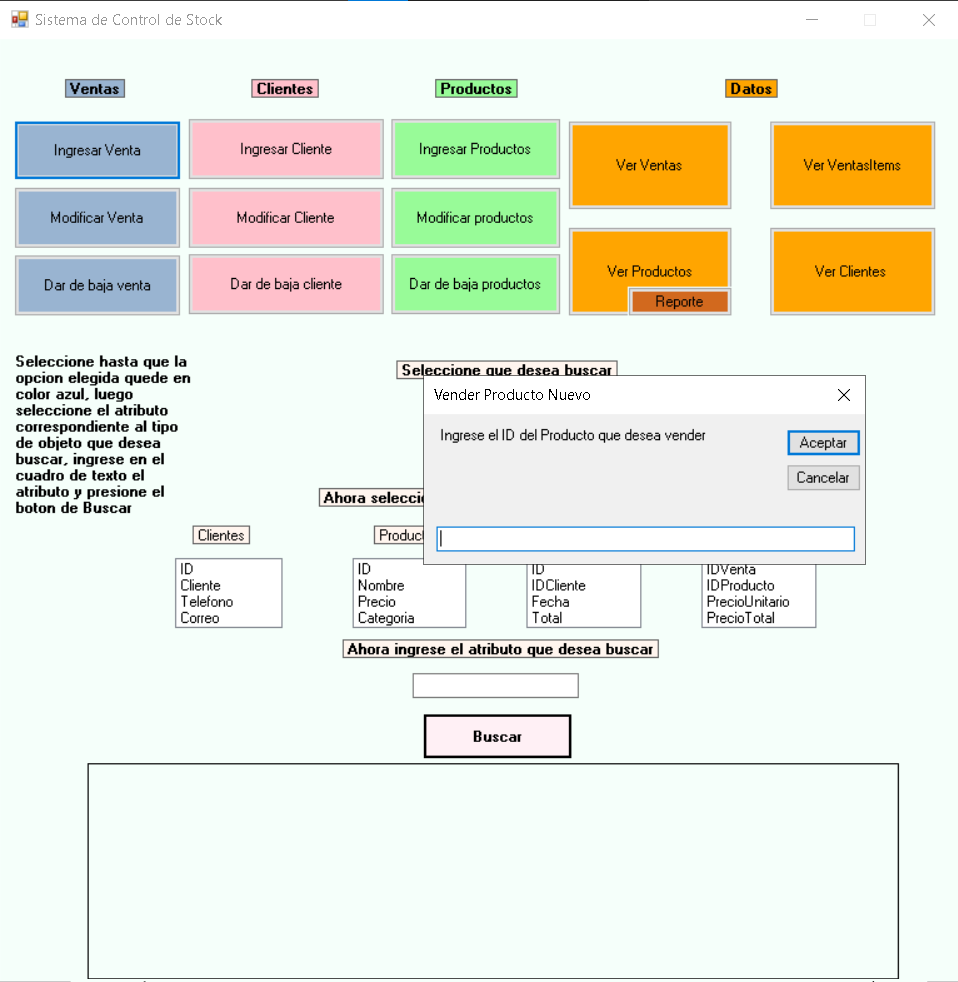 Sistema de Control de Stock
Ventas
Clientes
Productos
Datos
Ingresar Venta
Ingresar Cliente
Ingresar Productos
Ver Ventas
Ver VentasItems
Modificar Venta
Modificar Cliente
Modificar productos
Dar de baja venta
Dar de baja cliente
Dar de baja productos
Ver Productos
Reporte
Ver Clientes
Seleccione hasta que la
opcion elegida quede en
color azul, luego
seleccione el atributo
correspondiente al tipo
de objeto que desea
buscar, ingrese en el
cuadro de texto el
atributo y presione el
boton de Buscar
Seleccione que desea buscar
Vender Producto Nuevo
Ingrese el ID del Producto que desea vender
Aceptar
Cancelar
Ahora seleccio
Clientes
Product
ID
Cliente
Telefono
Correo
ID
Nombre
Precio
Categoria
ID
IDCliente
Fecha
Total
IDVenta
IDProducto
PrecioUnitario
PrecioTotal
Ahora ingrese el atributo que desea buscar
Buscar